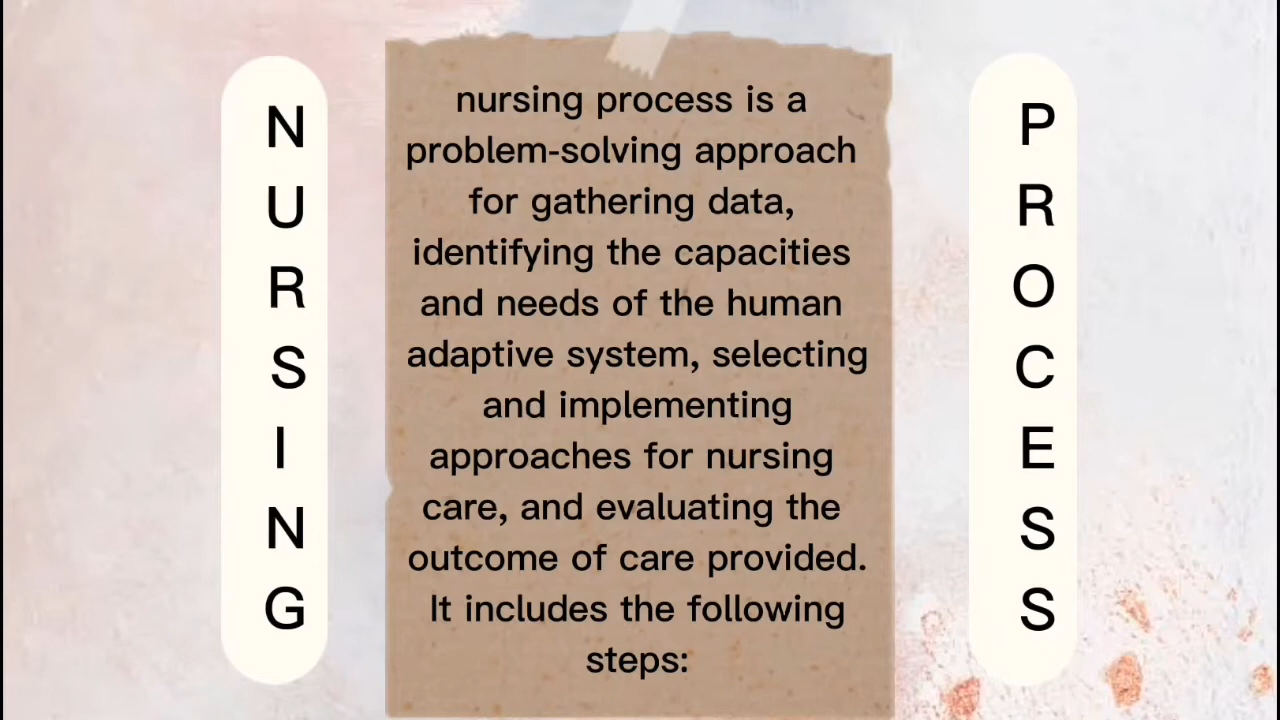 NURSING
nursing process is a
problem-solving approach
for gathering data,
identifying the capacities
and needs of the human
adaptive system, selecting
and implementing
approaches for nursing
care, and evaluating the
outcome of care provided.
It includes the following
steps:
PROCESS